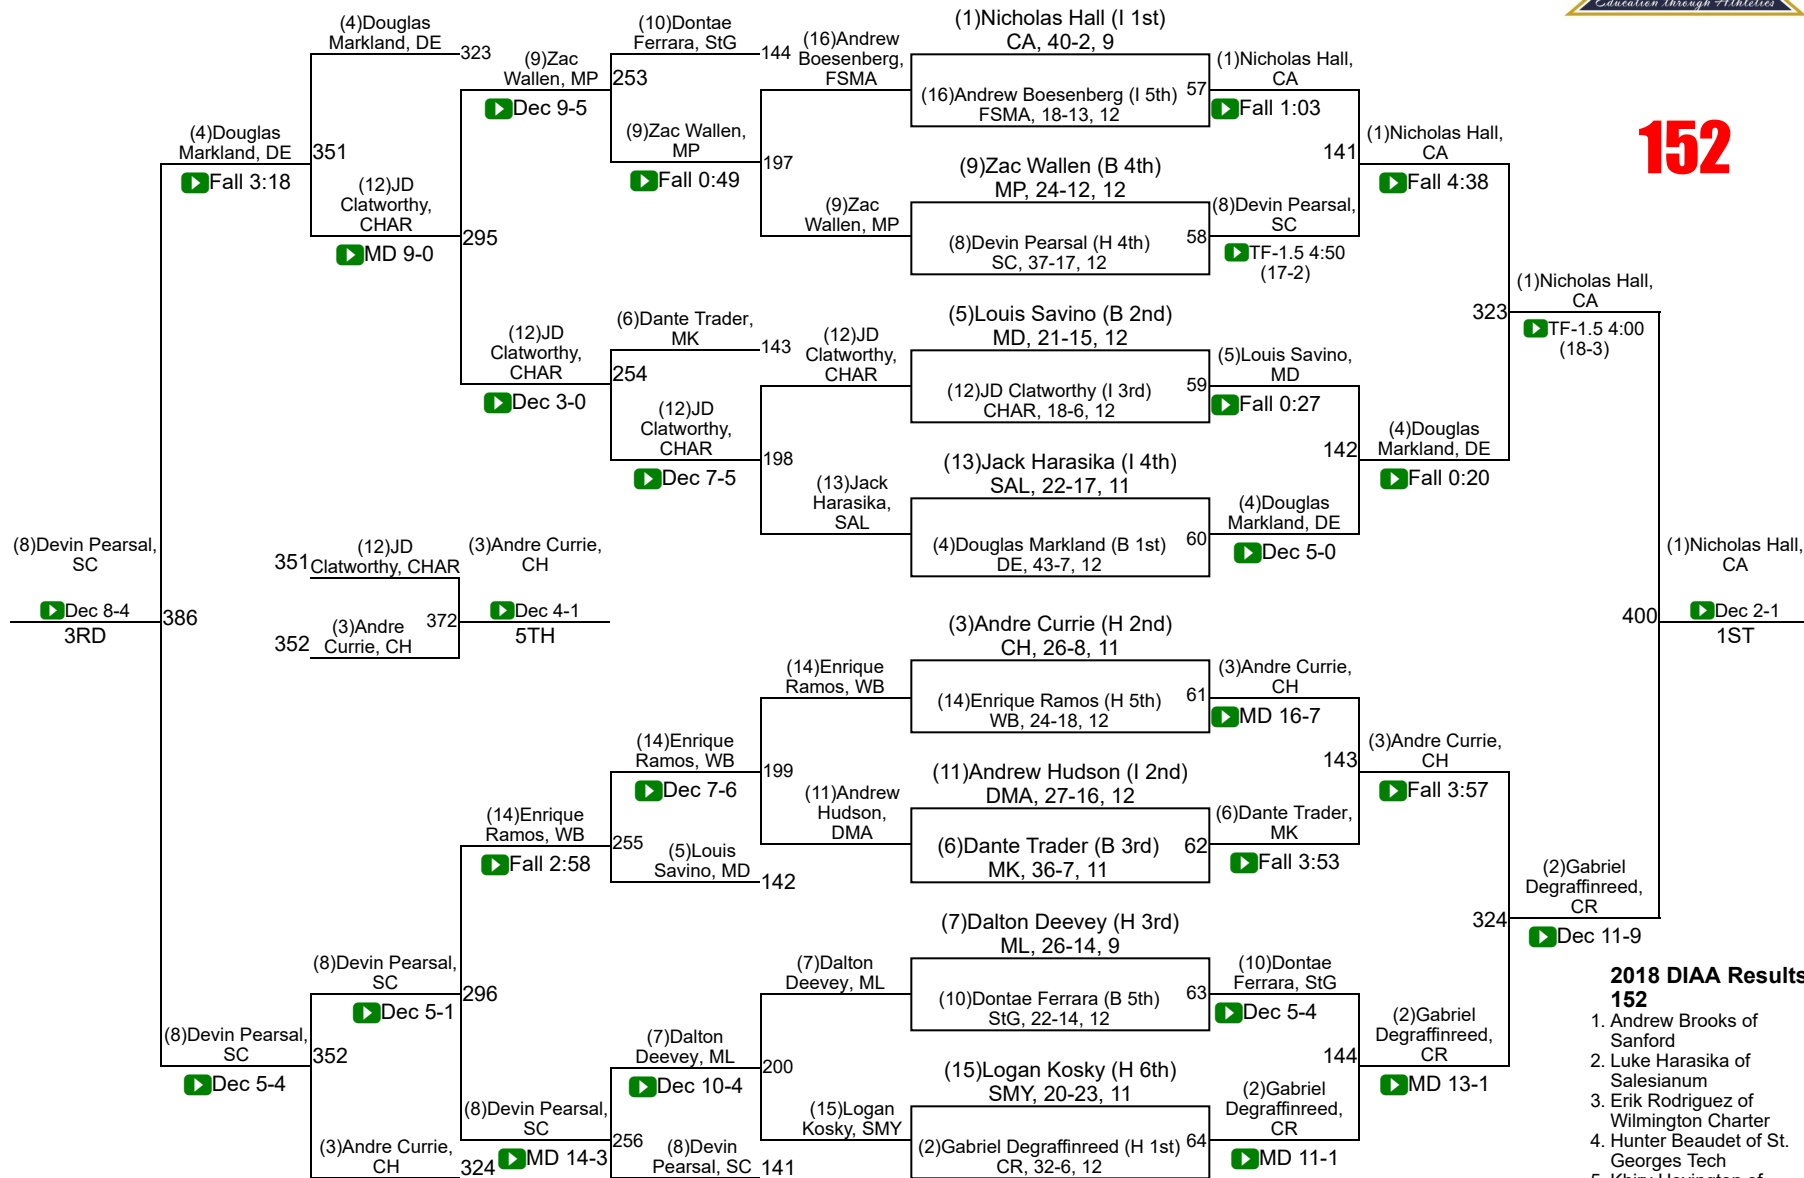 Education through Athletics
152
(4)Douglas
Markland, DE
323
(4)Douglas
Markland, DE
Fall 3:18
351
(12)JD
Clatworthy,
CHAR
MD 9-0
295
(9)Zac
Wallen, MP
Dec 9-5
(10)Dontae
Ferrara, StG
144
253
(9)Zac Wallen,
MP
Fall 0:49
197
(16)Andrew
Boesenberg,
FSMA
(9)Zac
Wallen, MP
(12)JD
Clatworthy,
CHAR
Dec 3-0
(6)Dante Trader,
MK
143
254
(12)JD
Clatworthy,
CHAR
Dec 7-5
198
(12)JD
Clatworthy,
CHAR
(13)Jack
Harasika,
SAL
(1)Nicholas Hall (I 1st)
CA, 40-2, 9
(16)Andrew Boesenberg (I 5th)
FSMA, 18-13, 12
57
(9)Zac Wallen (B 4th)
MP, 24-12, 12
(8)Devin Pearsal (H 4th)
SC, 37-17, 12
58
(5)Louis Savino (B 2nd)
MD, 21-15, 12
(12)JD Clatworthy (I 3rd)
CHAR, 18-6, 12
59
(13)Jack Harasika (I 4th)
SAL, 22-17, 11
(4)Douglas Markland (B 1st)
DE, 43-7, 12
60
(1)Nicholas Hall,
CA
Fall 1:03
141
(8)Devin Pearsal,
SC
TF-1.5 4:50
(17-2)
(1)Nicholas Hall,
CA
Fall 4:38
(5)Louis Savino,
MD
Fall 0:27
142
(4)Douglas
Markland, DE
Dec 5-0
(4)Douglas
Markland, DE
Fall 0:20
323
(1)Nicholas Hall,
CA
TF-1.5 4:00
(18-3)
(8)Devin Pearsal,
SC
Dec 8-4
3RD
386
351
(12)JD
Clatworthy, CHAR
352
(3)Andre
Currie, CH
372
(3)Andre Currie,
CH
Dec 4-1
5TH
400
(1)Nicholas Hall,
CA
Dec 2-1
1ST
(3)Andre Currie (H 2nd)
CH, 26-8, 11
(14)Enrique Ramos (H 5th)
WB, 24-18, 12
61
(11)Andrew Hudson (I 2nd)
DMA, 27-16, 12
(6)Dante Trader (B 3rd)
MK, 36-7, 11
62
(7)Dalton Deevey (H 3rd)
ML, 26-14, 9
(10)Dontae Ferrara (B 5th)
StG, 22-14, 12
63
(15)Logan Kosky (H 6th)
SMY, 20-23, 11
(2)Gabriel Degraffinreed (H 1st)
CR, 32-6, 12
64
(14)Enrique
Ramos, WB
(14)Enrique
Ramos, WB
Dec 7-6
199
(11)Andrew
Hudson,
DMA
(14)Enrique
Ramos, WB
Fall 2:58
255
(5)Louis
Savino, MD
142
(8)Devin Pearsal,
SC
Dec 5-1
296
(8)Devin Pearsal,
SC
Dec 5-4
352
(3)Andre Currie,
CH
324
(8)Devin Pearsal,
SC
MD 14-3
(7)Dalton
Deevey, ML
(7)Dalton
Deevey, ML
Dec 10-4
200
(15)Logan
Kosky, SMY
256
(8)Devin
Pearsal, SC
141
(3)Andre Currie,
CH
MD 16-7
143
(6)Dante Trader,
MK
Fall 3:53
(3)Andre Currie,
CH
Fall 3:57
(10)Dontae
Ferrara, StG
Dec 5-4
144
(2)Gabriel
Degraffinreed,
CR
MD 11-1
(2)Gabriel
Degraffinreed,
CR
MD 13-1
324
(2)Gabriel
Degraffinreed,
CR
Dec 11-9
2018 DIAA Results
152
1. Andrew Brooks of
Sanford
2. Luke Harasika of
Salesianum
3. Erik Rodriguez of
Wilmington Charter
4. Hunter Beaudet of St.
Georges Tech